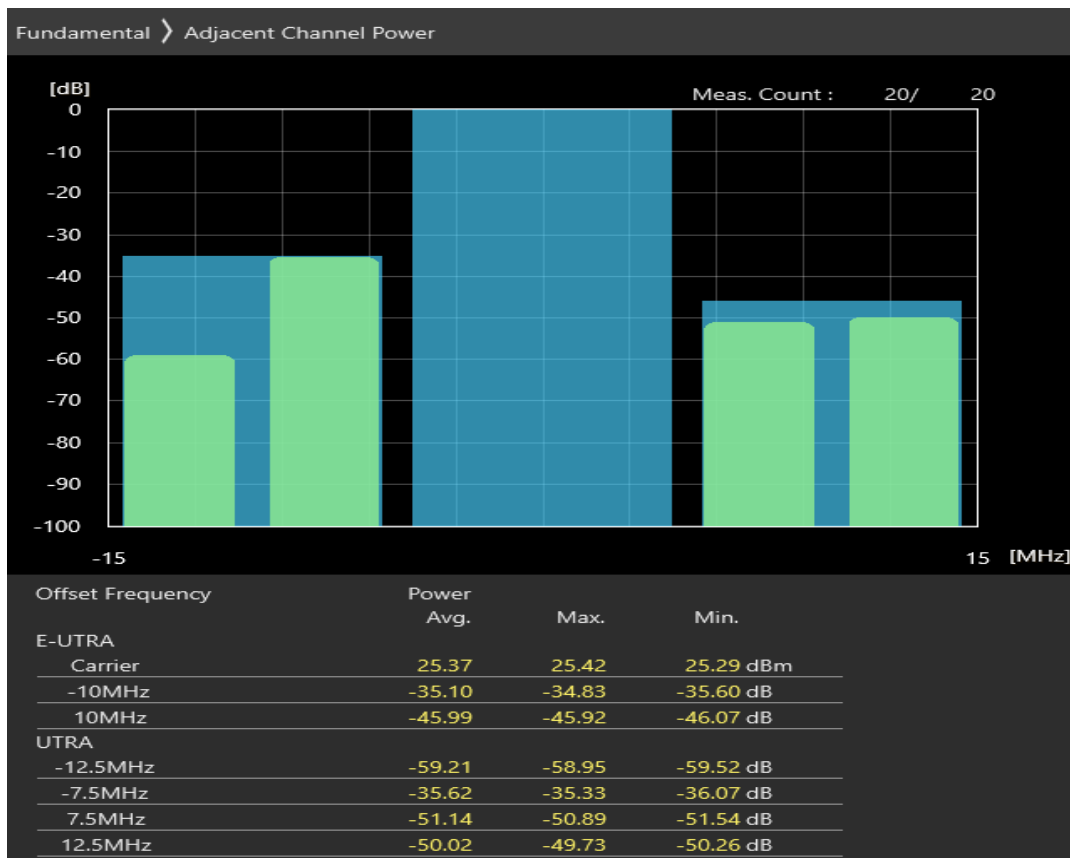 Fundamental 〉 Adjacent Channel Power
[dB]
Meas. Count : 20/ 20
0
-10
-20
-30
-40
-50
-60
-70
-80
-90
-100
-15 15 [MHz]
Offset Frequency Power
Avg. Max. Min.
E-UTRA
Carrier 25.37 25.42 25.29 dBm
-10MHz -35.10 -34.83 -35.60 dB
10MHz -45.99 -45.92 -46.07 dB
UTRA
-12.5MHz -59.21 -58.95 -59.52 dB
-7.5MHz -35.62 -35.33 -36.07 dB
7.5MHz -51.14 -50.89 -51.54 dB
12.5MHz -50.02 -49.73 -50.26 dB